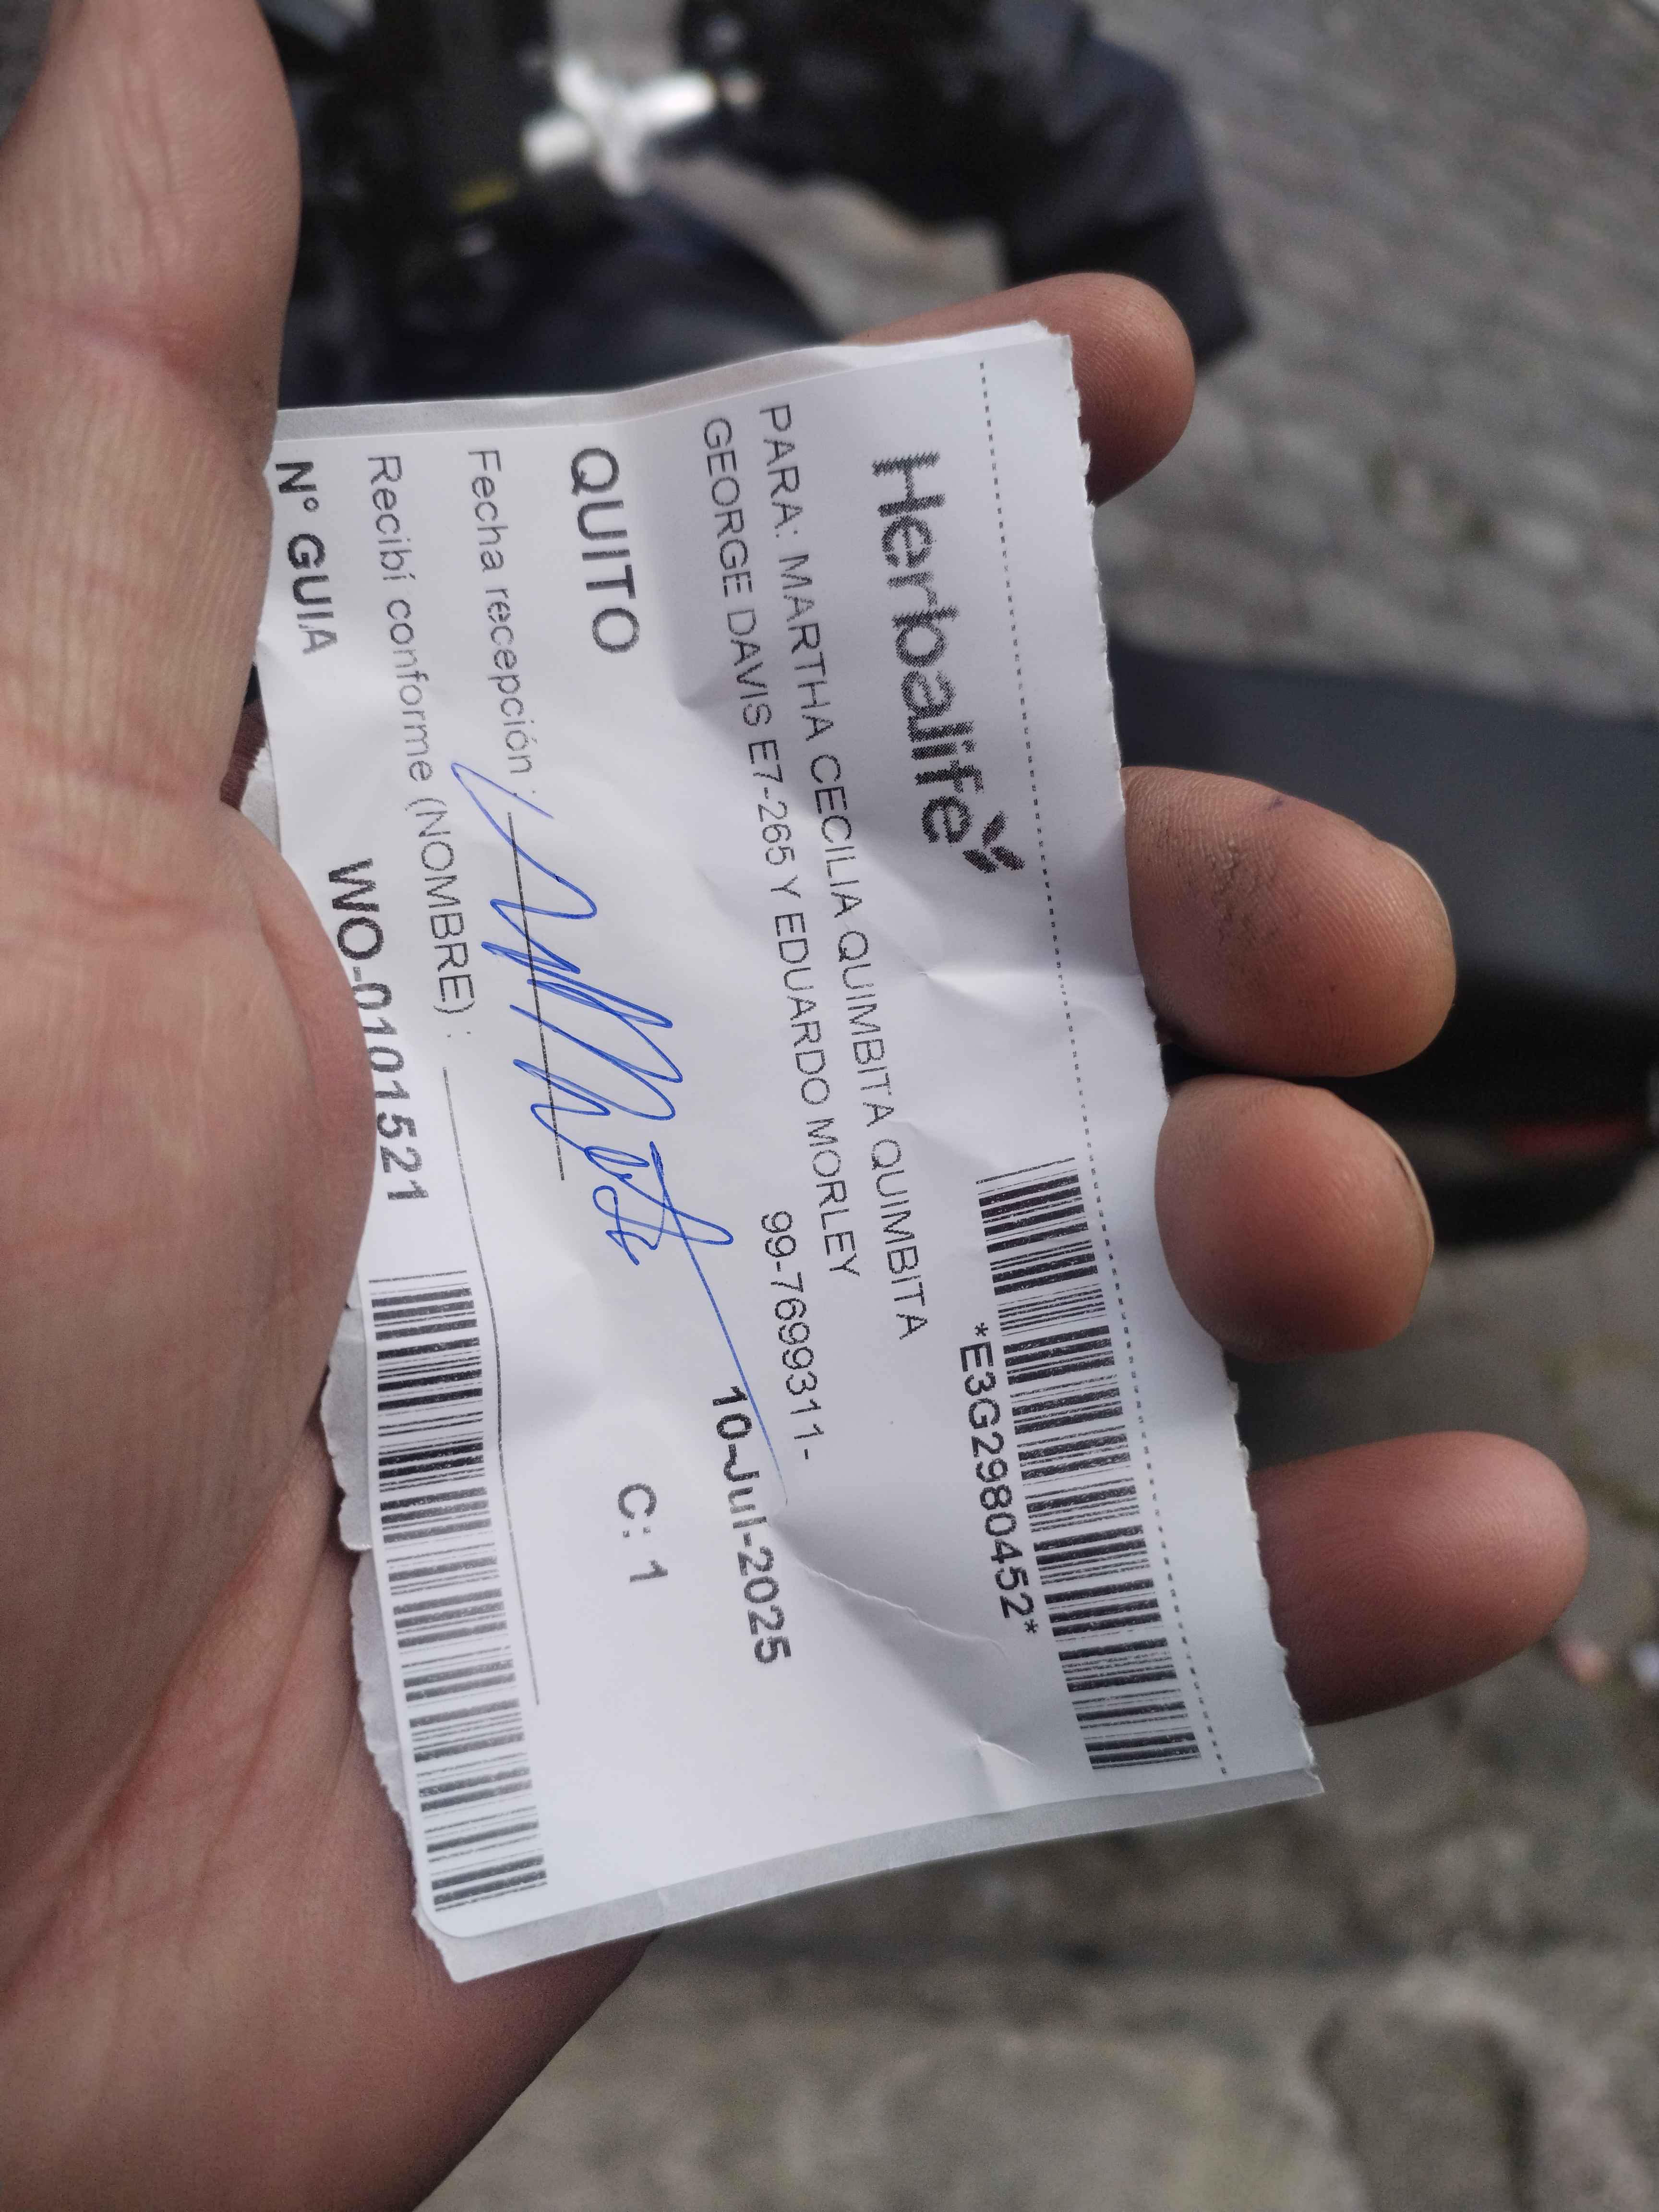 Herbalife
*E3G2980452*
PARA: MARTHA CECILIA QUIMBITA QUIMBITA
GEORGE DAVIS E7-265 Y EDUARDO MORLEY
99-7699311-
QUITO
10-Jul-2025
Fecha recepción :
C: 1
Recibí conforme (NOMBRE) :
N° GUIA WO-0101521